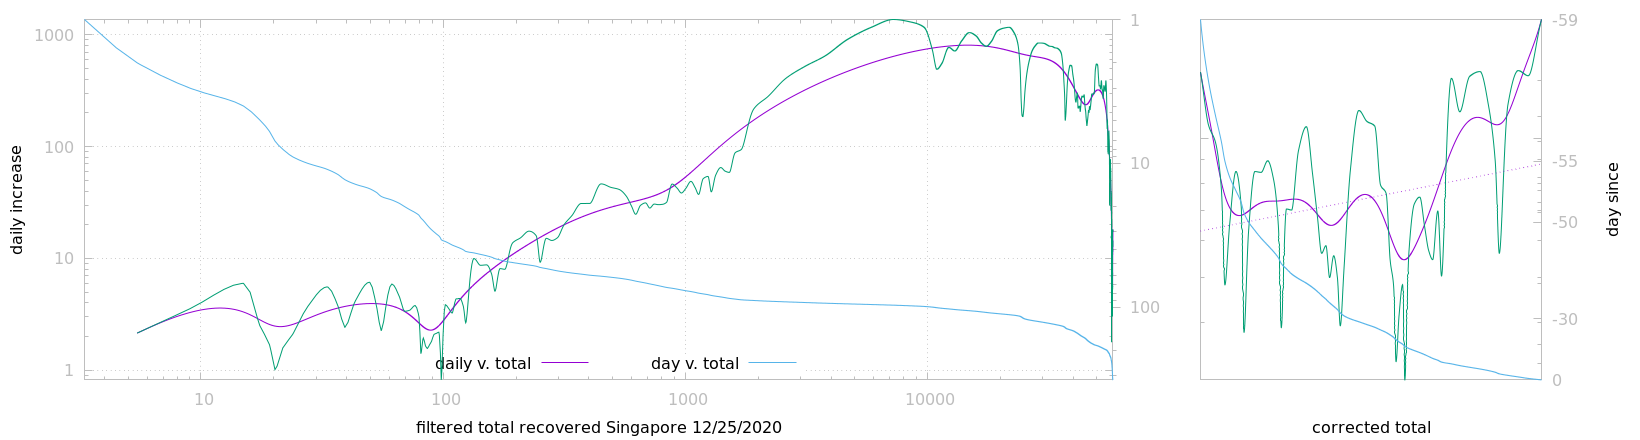 1000
100
10
1
daily increase
10
100
1000
10000
1
10
100
daily v. total
day v. total
filtered total recovered Singapore 12/25/2020
-59
-55
-50
-30
0
day since
corrected total